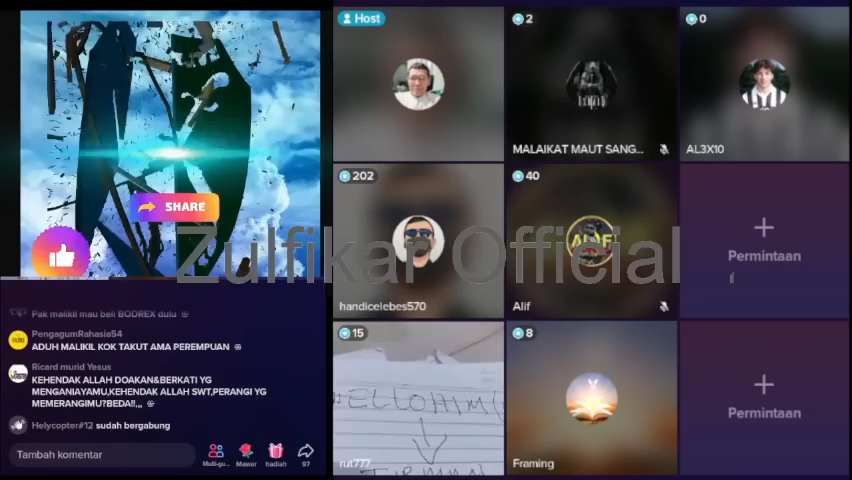 SHARE
Zulfikar Official
Pak malikil mau beli BODREX dulu
PengagumRahasia54
ADUH MALIKIL KOK TAKUT AMA PEREMPUAN
Ricard murid Yesus
KEHENDAK ALLAH DOAKAN&BERKATI YG
MENGANIAYAMU,KEHENDAK ALLAH SWT,PERANGI YG
MEMERANGIMU?BEDA!!,,,
Helycopter#12 sudah bergabung
Tambah komentar
Multi-gu...
Mawar
hadiah
97
Host
2
MALAIKAT MAUT SANG...
0
AL3X10
202
handicelebes570
40
ALIF
Alif
Permintaan
15
rut777
8
Framing
Permintaan